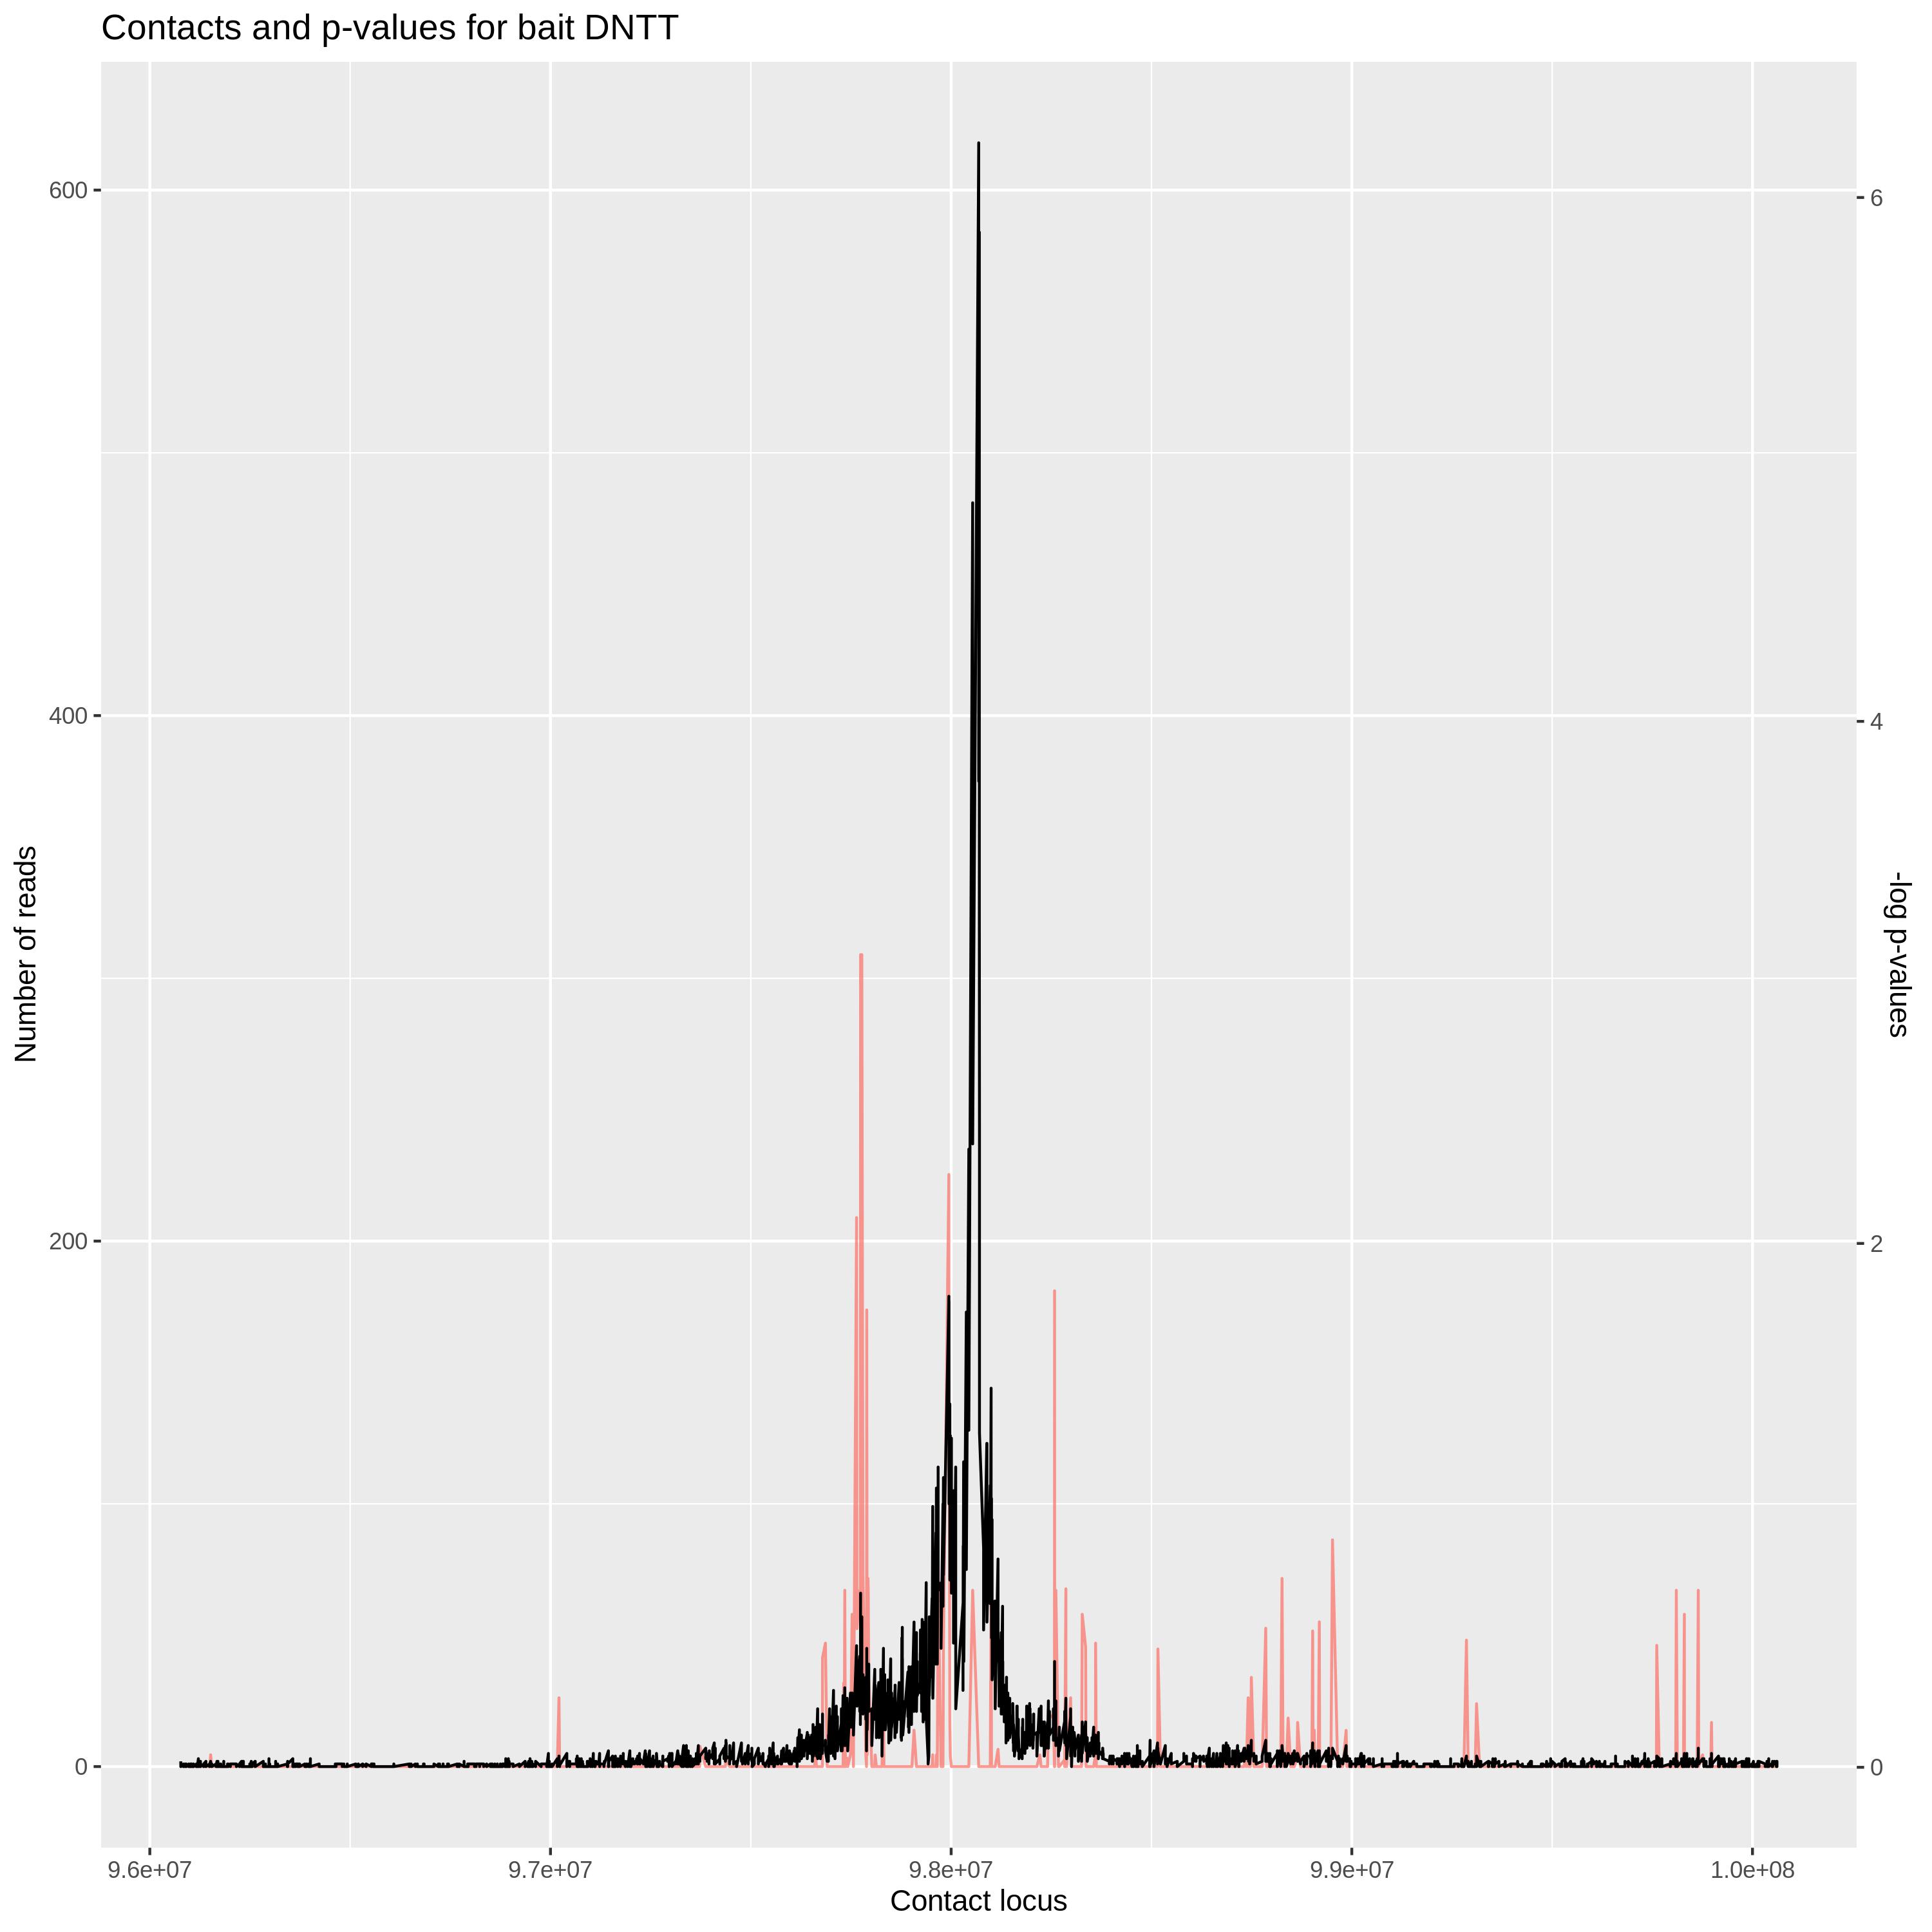 Contacts and p-values for bait DNTT
Number of reads
600
400
200
0
6
4
2
0
-log p-values
9.6e+07 9.7e+07 9.8e+07 9.9e+07 1.0e+08
Contact locus